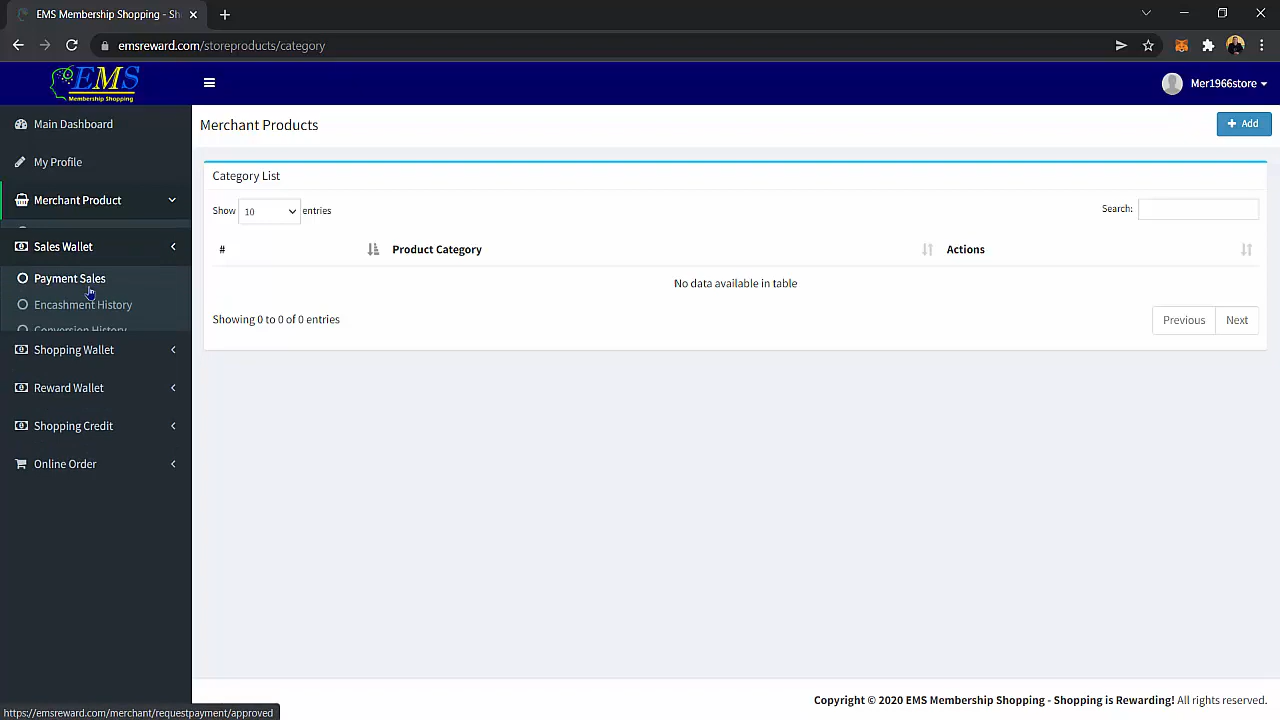 EMS Membership Shopping - Sh
emsreward.com/storeproducts/category
EMS
Membership Shopping
Mer1966store
Main Dashboard
My Profile
Merchant Product
Sales Wallet
Payment Sales
Encashment History
Conversion History
Shopping Wallet
Reward Wallet
Shopping Credit
Online Order
Merchant Products
+ Add
Category List
Show 10 entries
Search:
# Product Category Actions
No data available in table
Showing 0 to 0 of 0 entries
Previous Next
Copyright © 2020 EMS Membership Shopping - Shopping is Rewarding! All rights reserved.
https://emsreward.com/merchant/requestpayment/approved